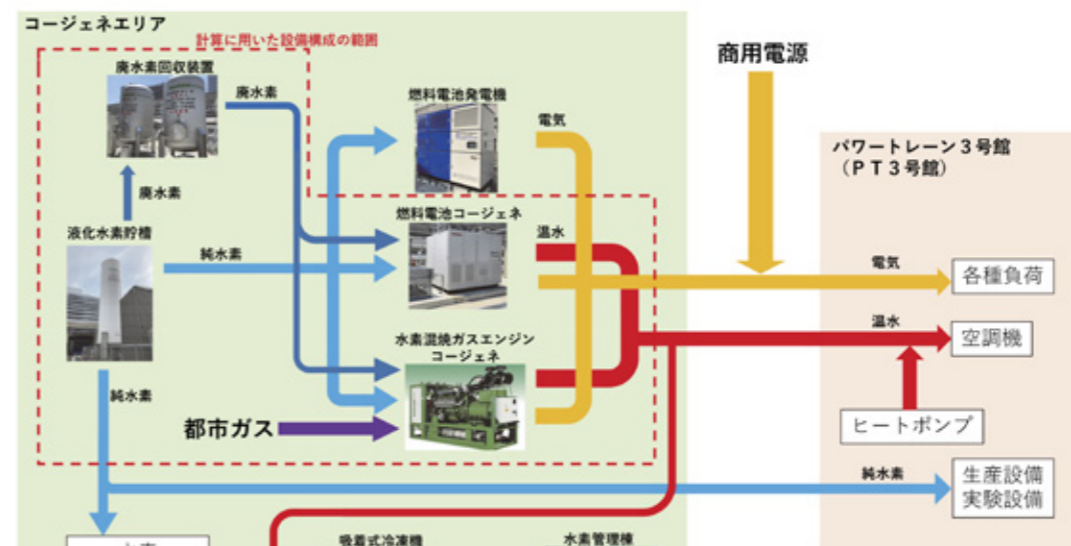 コージェネエリア
計算に用いた設備構成の範囲
廃水素回収装置
廃水素
燃料電池発電機
電気
商用電源
パワートレーン3号館
(PT3号館)
廃水素
液化水素貯槽
純水素
燃料電池コージェネ
温水
電気
各種負荷
温水
空調機
水素混焼ガスエンジン
コージェネ
純水素
都市ガス
ヒートポンプ
純水素
生産設備
実験設備
吸着式冷凍機
水素管理棟